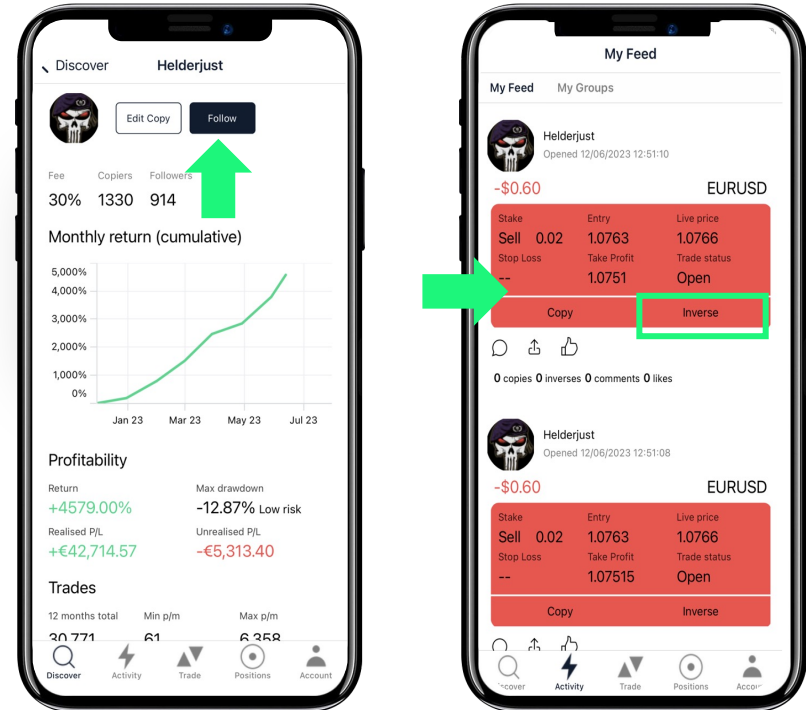 Discover Helderjust
Edit Copy Follow
Fee Copiers Followers
30% 1330 914
Monthly return (cumulative)
5,000%
4,000%
3,000%
2,000%
1,000%
0%
Jan 23 Mar 23 May 23 Jul 23
Profitability
Return Max drawdown
+4579.00% -12.87% Low risk
Realised P/L Unrealised P/L
+€42,714.57 -€5,313.40
Trades
12 months total Min p/m Max p/m
30,771 61 6,358
Discover Activity Trade Positions Account
My Feed
My Feed My Groups
Helderjust
Opened 12/06/2023 12:51:10
-$0.60 EURUSD
Stake Entry Live price
Sell 0.02 1.0763 1.0766
Stop Loss Take Profit Trade status
-- 1.0751 Open
Copy Inverse
0 copies 0 inverses 0 comments 0 likes
Helderjust
Opened 12/06/2023 12:51:08
-$0.60 EURUSD
Stake Entry Live price
Sell 0.02 1.0763 1.0766
Stop Loss Take Profit Trade status
-- 1.07515 Open
Copy Inverse
Activity Trade Positions